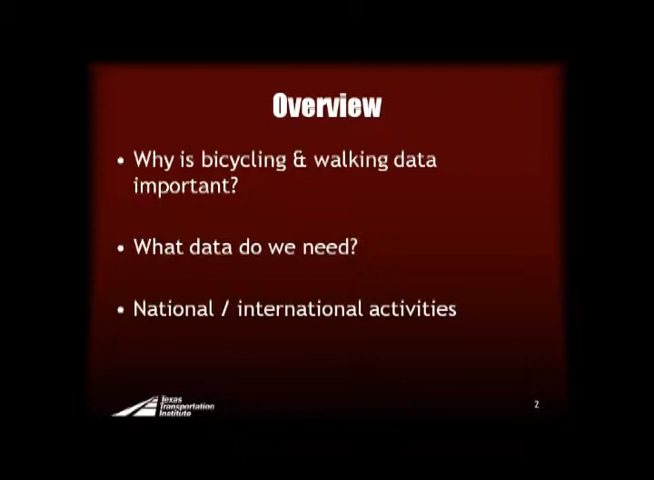 Overview
• Why is bicycling & walking data
important?
• What data do we need?
• National / international activities
Texas
Transportation
Institute
2